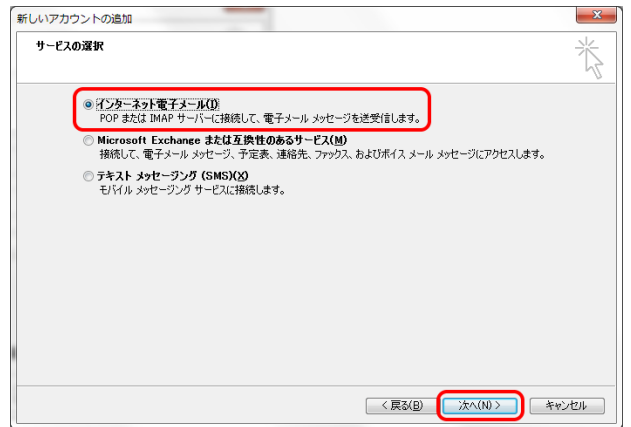 新しいアカウントの追加
サービスの選択
インターネット電子メール(I)
POP または IMAP サーバーに接続して、電子メール メッセージを送受信します。
Microsoft Exchange または互換性のあるサービス(M)
接続して、電子メール メッセージ、予定表、連絡先、ファックス、およびボイス メール メッセージにアクセスします。
テキスト メッセージング (SMS)(X)
モバイル メッセージング サービスに接続します。
< 戻る(B) 次へ(N) > キャンセル